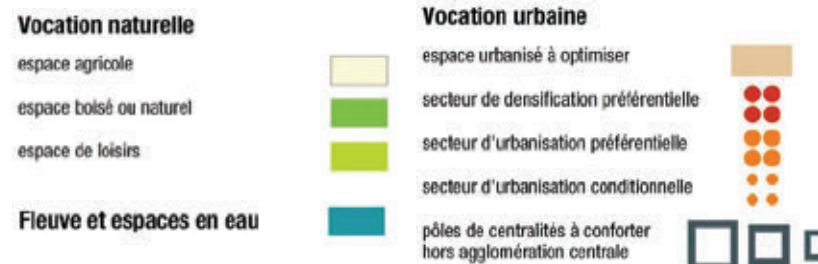 Vocation naturelle
espace agricole
espace boisé ou naturel
espace de loisirs
Fleuve et espaces en eau
Vocation urbaine
espace urbanisé à optimiser
secteur de densification préférentielle
secteur d'urbanisation préférentielle
secteur d'urbanisation conditionnelle
pôles de centralités à conforter
hors agglomération centrale